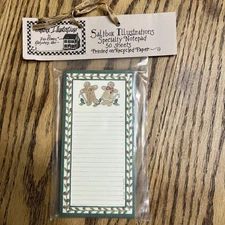 Saltbox Illustrations
Specialty Notepad
50 Sheets
Printed on Recycled Paper